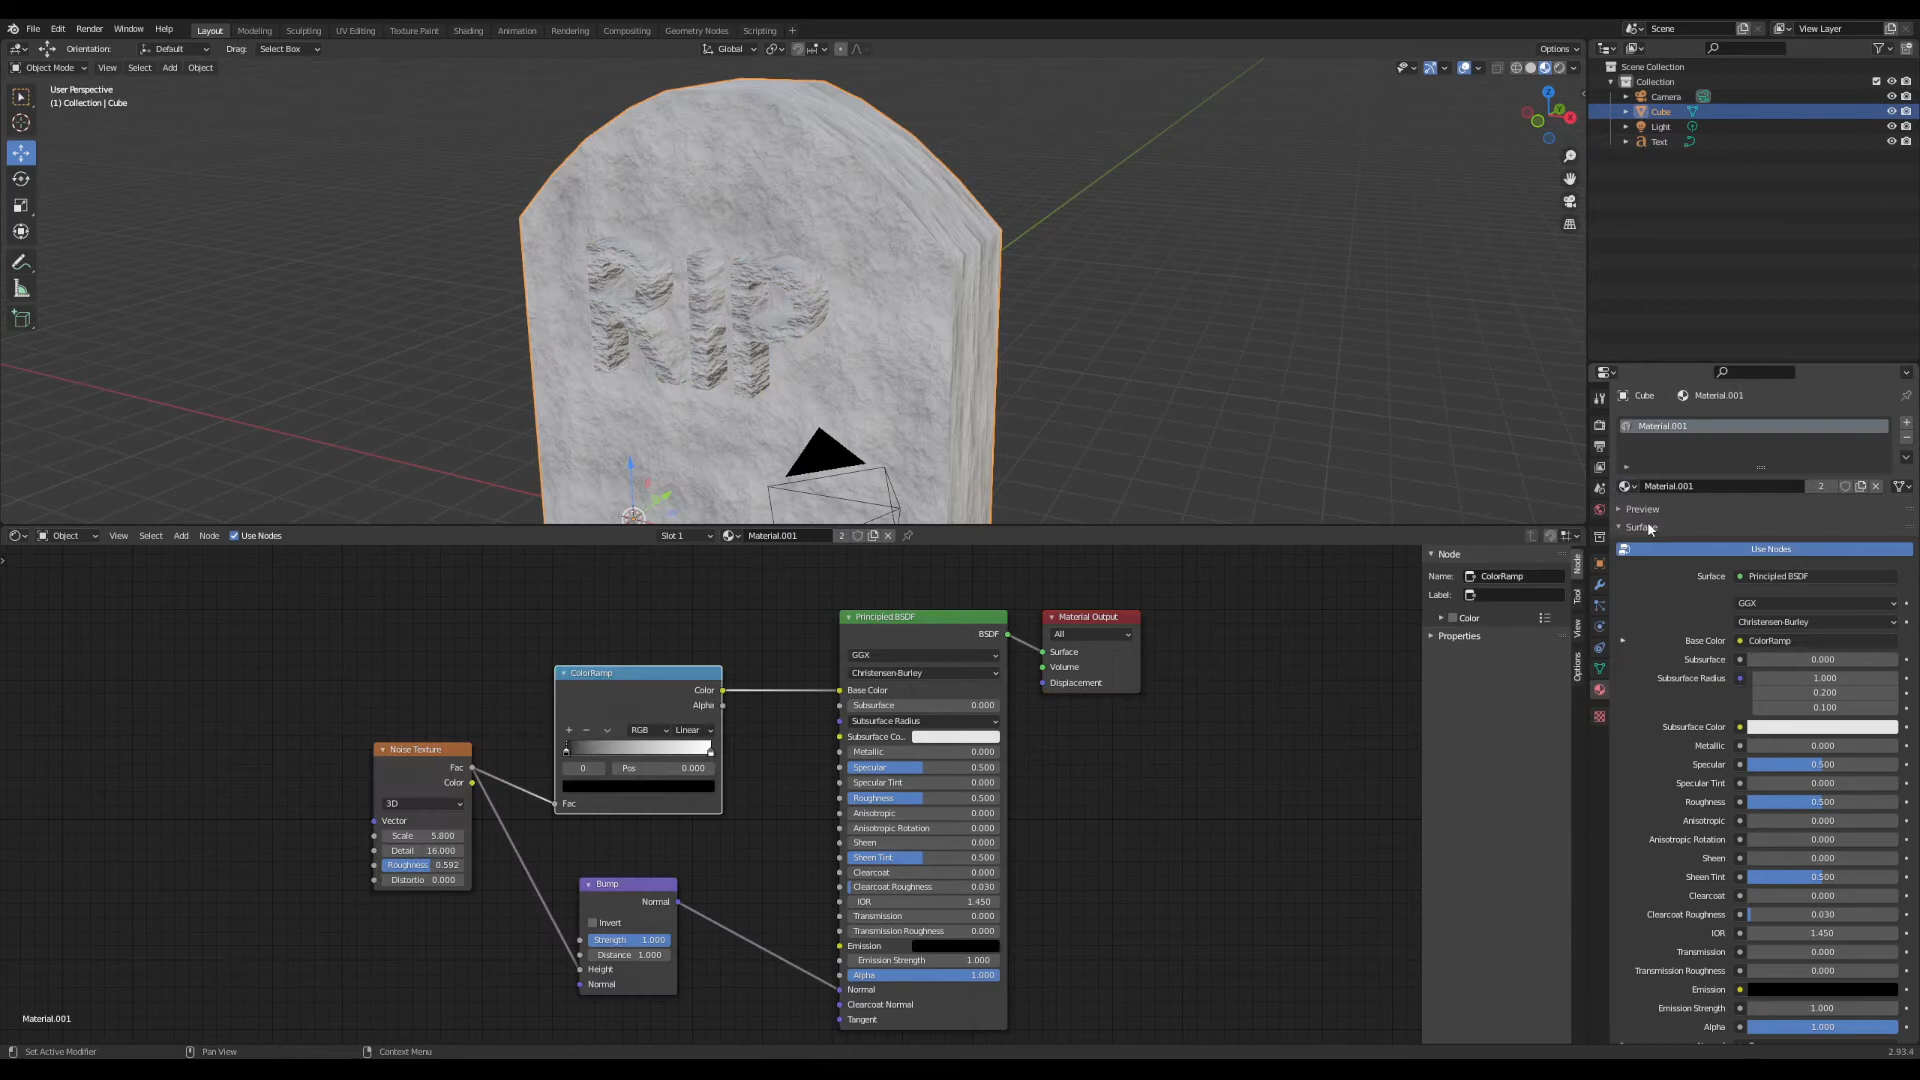 File Edit Render Window Help Layout Modeling Sculpting UV Editing Texture Paint Shading Animation Rendering Compositing Geometry Nodes Scripting + Scene View Layer
Orientation: Default Drag: Select Box Global Options
Object Mode View Select Add Object
User Perspective
(1) Collection | Cube
Z
Y
X
RIP
Scene Collection
Collection
Camera
Cube
Light
Text
Cube Material.001
Material.001
Material.001 2
Preview
Surface
Use Nodes
Surface Principled BSDF
GGX
Christensen-Burley
Base Color ColorRamp
Subsurface 0.000
Subsurface Radius 1.000
0.200
0.100
Subsurface Color
Metallic 0.000
Specular 0.500
Specular Tint 0.000
Roughness 0.500
Anisotropic 0.000
Anisotropic Rotation 0.000
Sheen 0.000
Sheen Tint 0.500
Clearcoat 0.000
Clearcoat Roughness 0.030
IOR 1.450
Transmission 0.000
Transmission Roughness 0.000
Emission
Emission Strength 1.000
Alpha 1.000
Object View Select Add Node Use Nodes Slot 1 Material.001 2
Noise Texture
Fac
Color
3D
Vector
Scale 5.800
Detail 16.000
Roughness 0.592
Distortio 0.000
ColorRamp
Color
Alpha
+ − RGB Linear
0 Pos 0.000
Fac
Bump
Normal
Invert
Strength 1.000
Distance 1.000
Height
Normal
Principled BSDF
BSDF
GGX
Christensen-Burley
Base Color
Subsurface 0.000
Subsurface Radius
Subsurface Co...
Metallic 0.000
Specular 0.500
Specular Tint 0.000
Roughness 0.500
Anisotropic 0.000
Anisotropic Rotation 0.000
Sheen 0.000
Sheen Tint 0.500
Clearcoat 0.000
Clearcoat Roughness 0.030
IOR 1.450
Transmission 0.000
Transmission Roughness 0.000
Emission
Emission Strength 1.000
Alpha 1.000
Normal
Clearcoat Normal
Tangent
Material Output
All
Surface
Volume
Displacement
Node
Name: ColorRamp
Label:
Color
Properties
Node
Tool
View
Options
Material.001
Set Active Modifier Pan View Context Menu 2.93.4